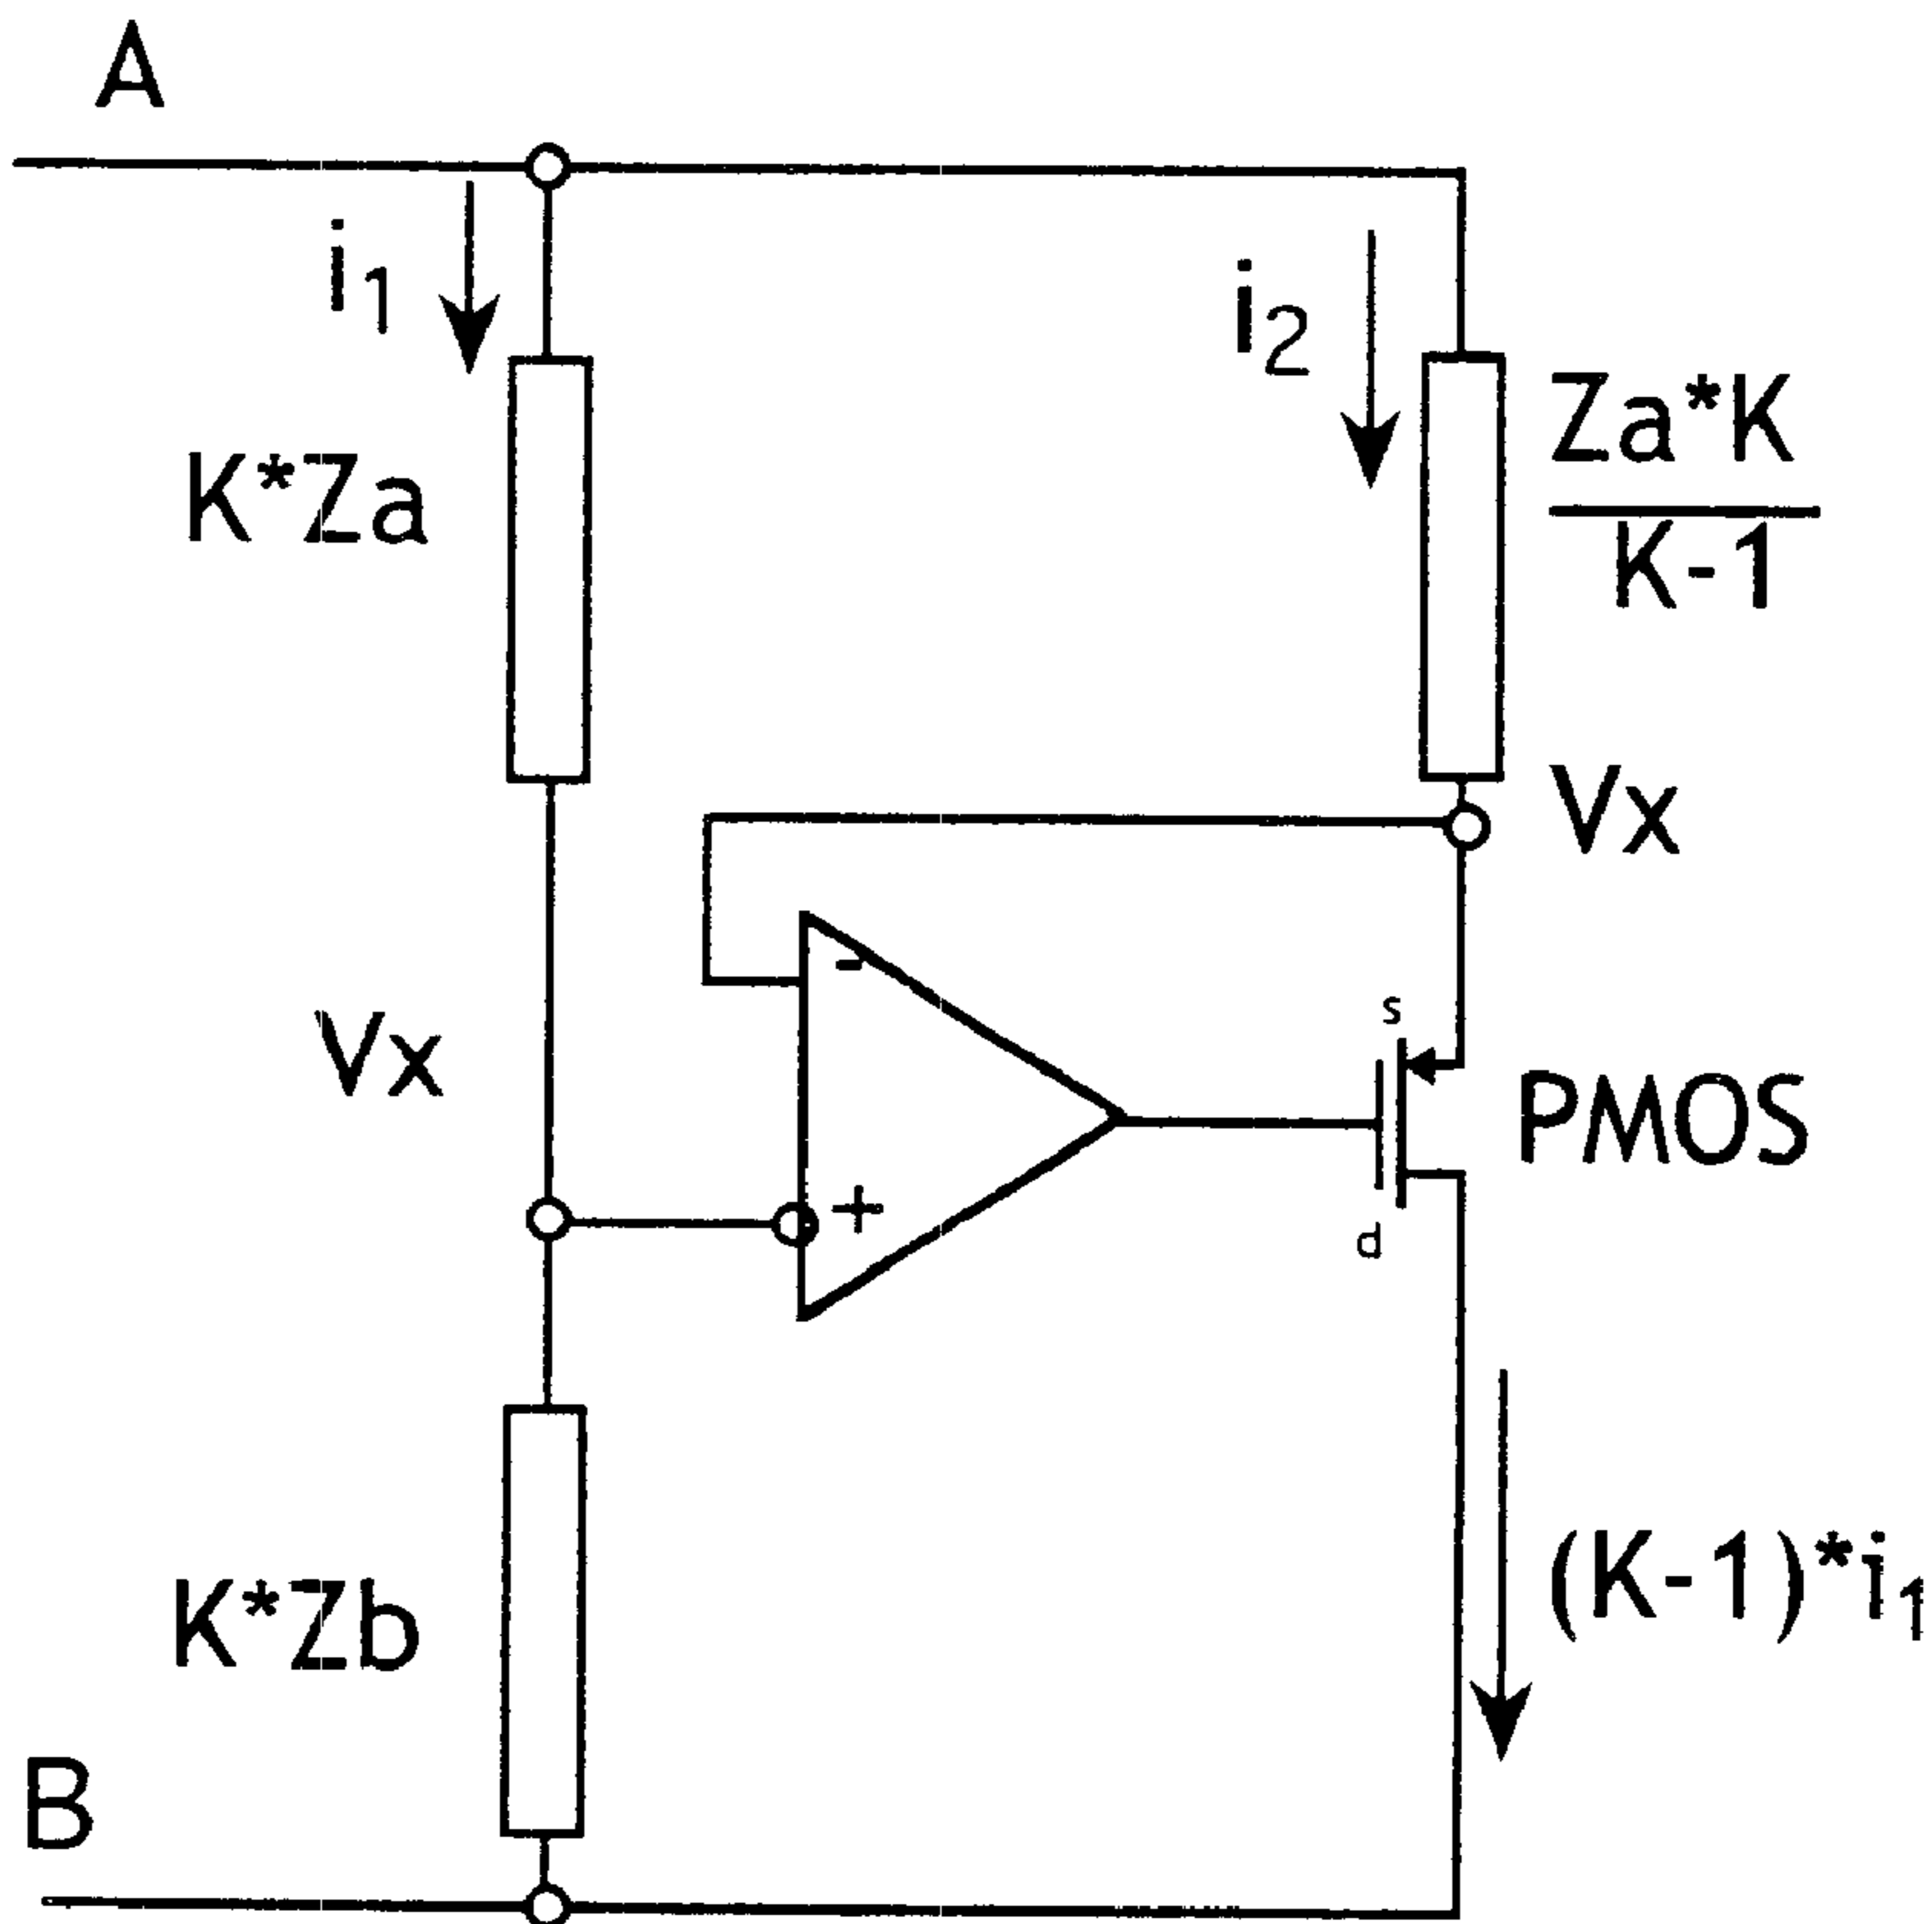 A
i1
i2
K*Za
Za*K
K-1
Vx
-
s
Vx
PMOS
+
d
(K-1)*i1
K*Zb
B